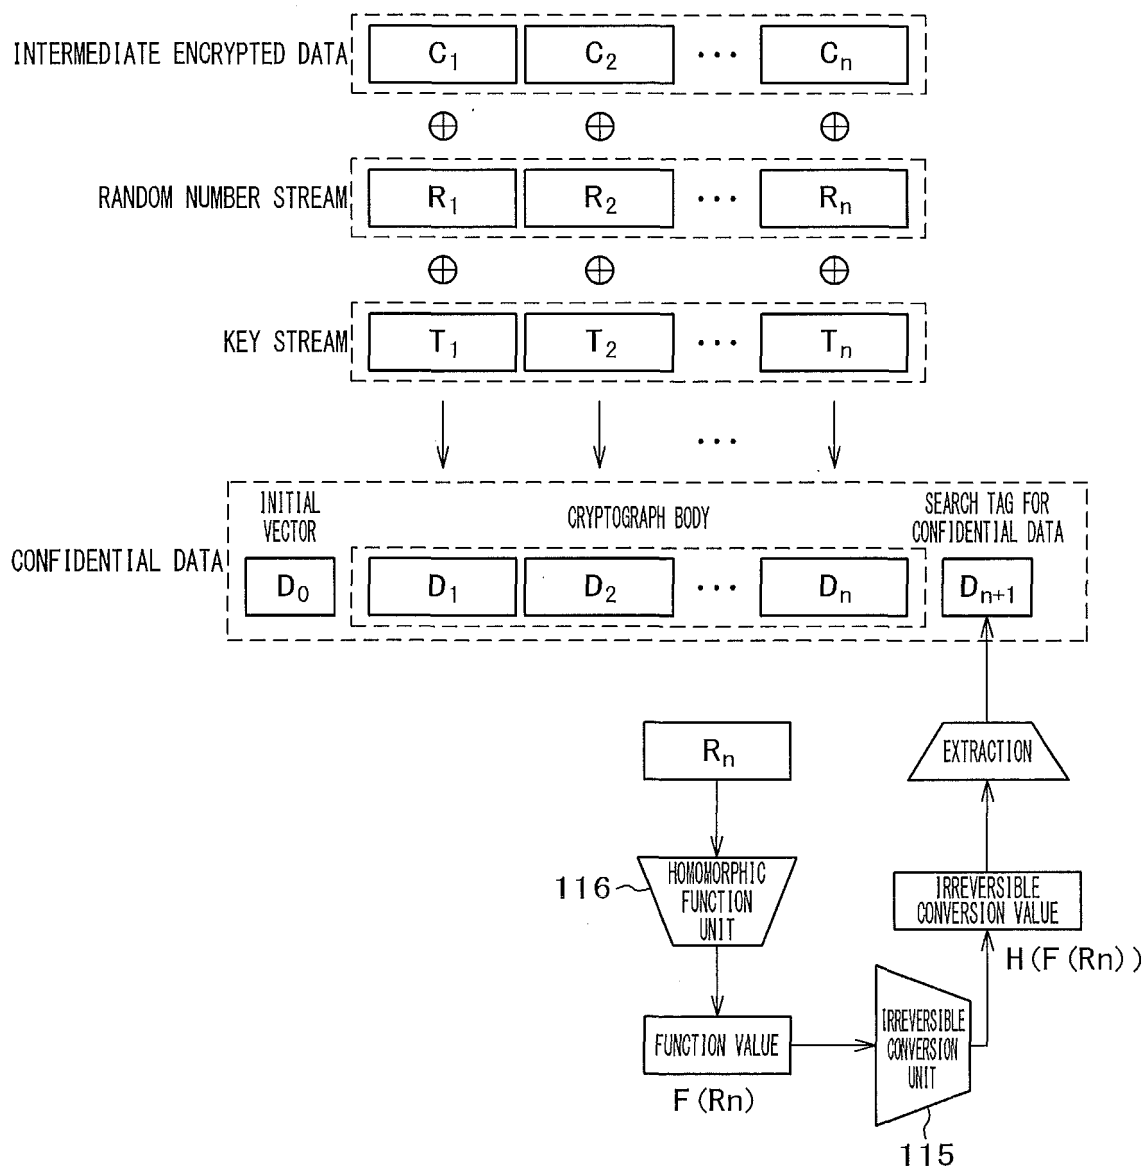 INTERMEDIATE ENCRYPTED DATA C1 C2 ··· Cn
⊕ ⊕ ⊕
RANDOM NUMBER STREAM R1 R2 ··· Rn
⊕ ⊕ ⊕
KEY STREAM T1 T2 ··· Tn
···
INITIAL
VECTOR
CRYPTOGRAPH BODY
SEARCH TAG FOR
CONFIDENTIAL DATA
CONFIDENTIAL DATA D0 D1 D2 ··· Dn Dn+1
Rn
EXTRACTION
116
HOMOMORPHIC
FUNCTION
UNIT
IRREVERSIBLE
CONVERSION VALUE
H(F(Rn))
FUNCTION VALUE
F(Rn)
IRREVERSIBLE
CONVERSION
UNIT
115